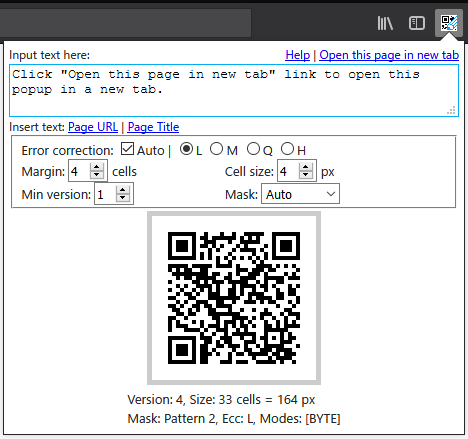 Input text here: Help | Open this page in new tab
Click "Open this page in new tab" link to open this
popup in a new tab.
Insert text: Page URL | Page Title
Error correction: Auto | L M Q H
Margin: 4 cells Cell size: 4 px
Min version: 1 Mask: Auto
Version: 4, Size: 33 cells = 164 px
Mask: Pattern 2, Ecc: L, Modes: [BYTE]